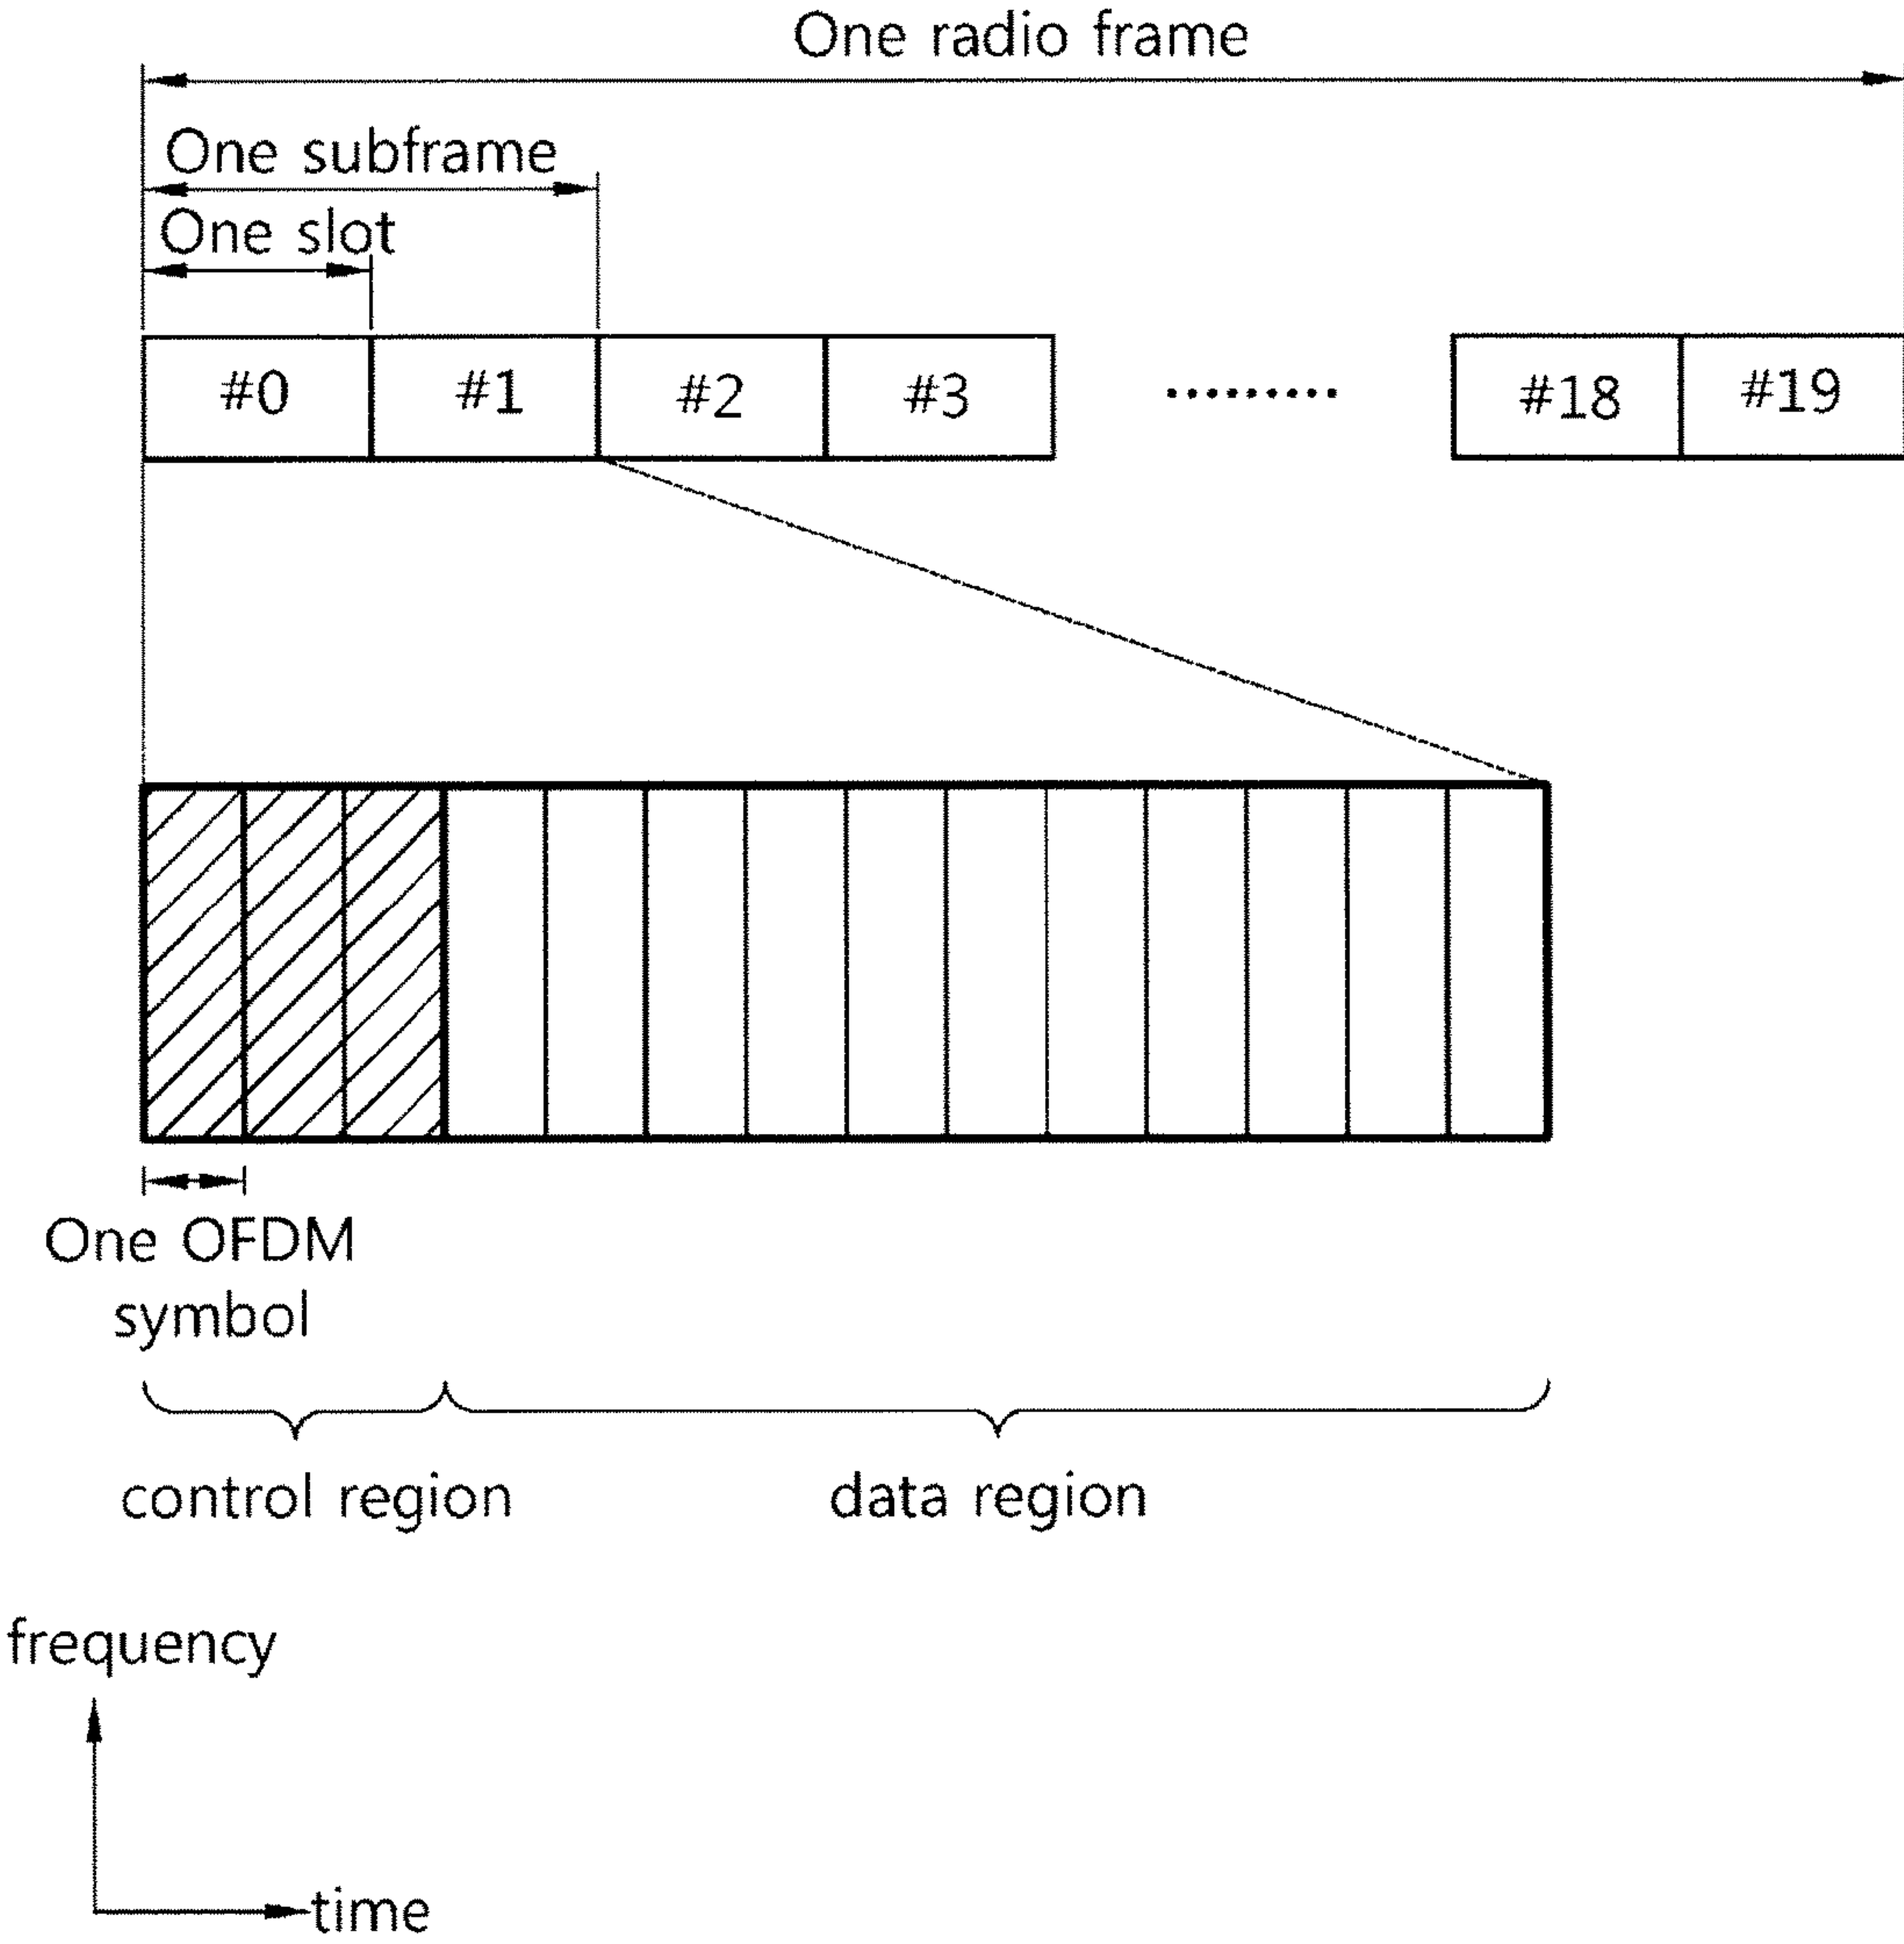 One radio frame
One subframe
One slot
#0 #1 #2 #3 ......... #18 #19
One OFDM
symbol
control region data region
frequency
time